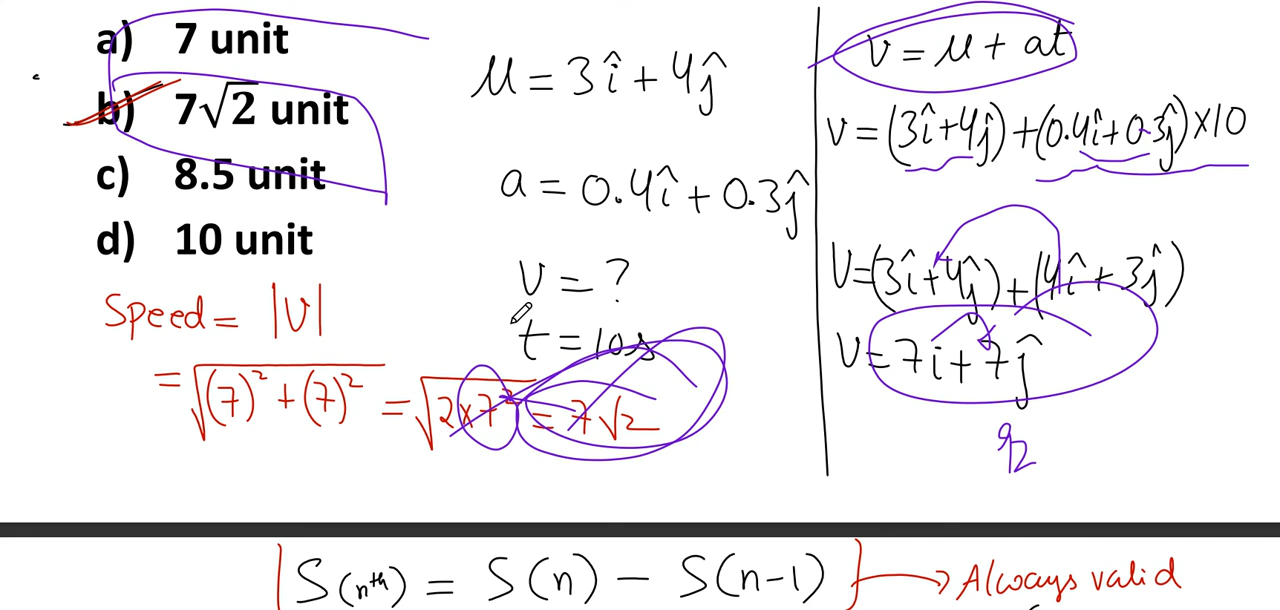 a) 7 unit
b) 7√2 unit
c) 8.5 unit
d) 10 unit
Speed = |v|
= √(7)² + (7)² = √2×7² = 7√2
u = 3î + 4ĵ
a = 0.4î + 0.3ĵ
v = ?
t = 10s
v = u + at
v = (3î+4ĵ)+(0.4î+0.3ĵ)×10
v=(3î+4ĵ)+(4î+3ĵ)
v=7i+7ĵ
S(nᵗʰ) = S(n) − S(n-1) → Always valid